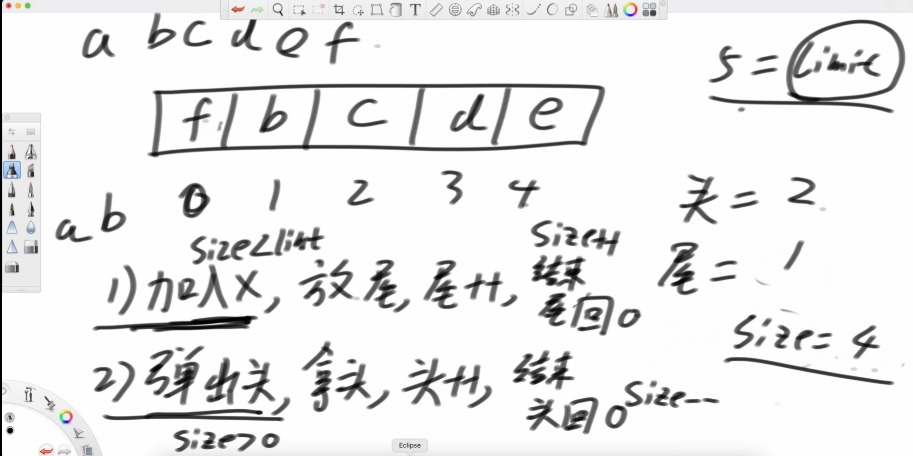 a b c d e f
5 = limit
f b c d e
0 1 2 3 4
头 = 2
a b
size<limt
size++
1) 加入X, 放尾, 尾++, 结束
尾回0
尾 = 1
size = 4
2) 弹出头, 拿头, 头++, 结束
头回0 size--
size>0
Eclipse